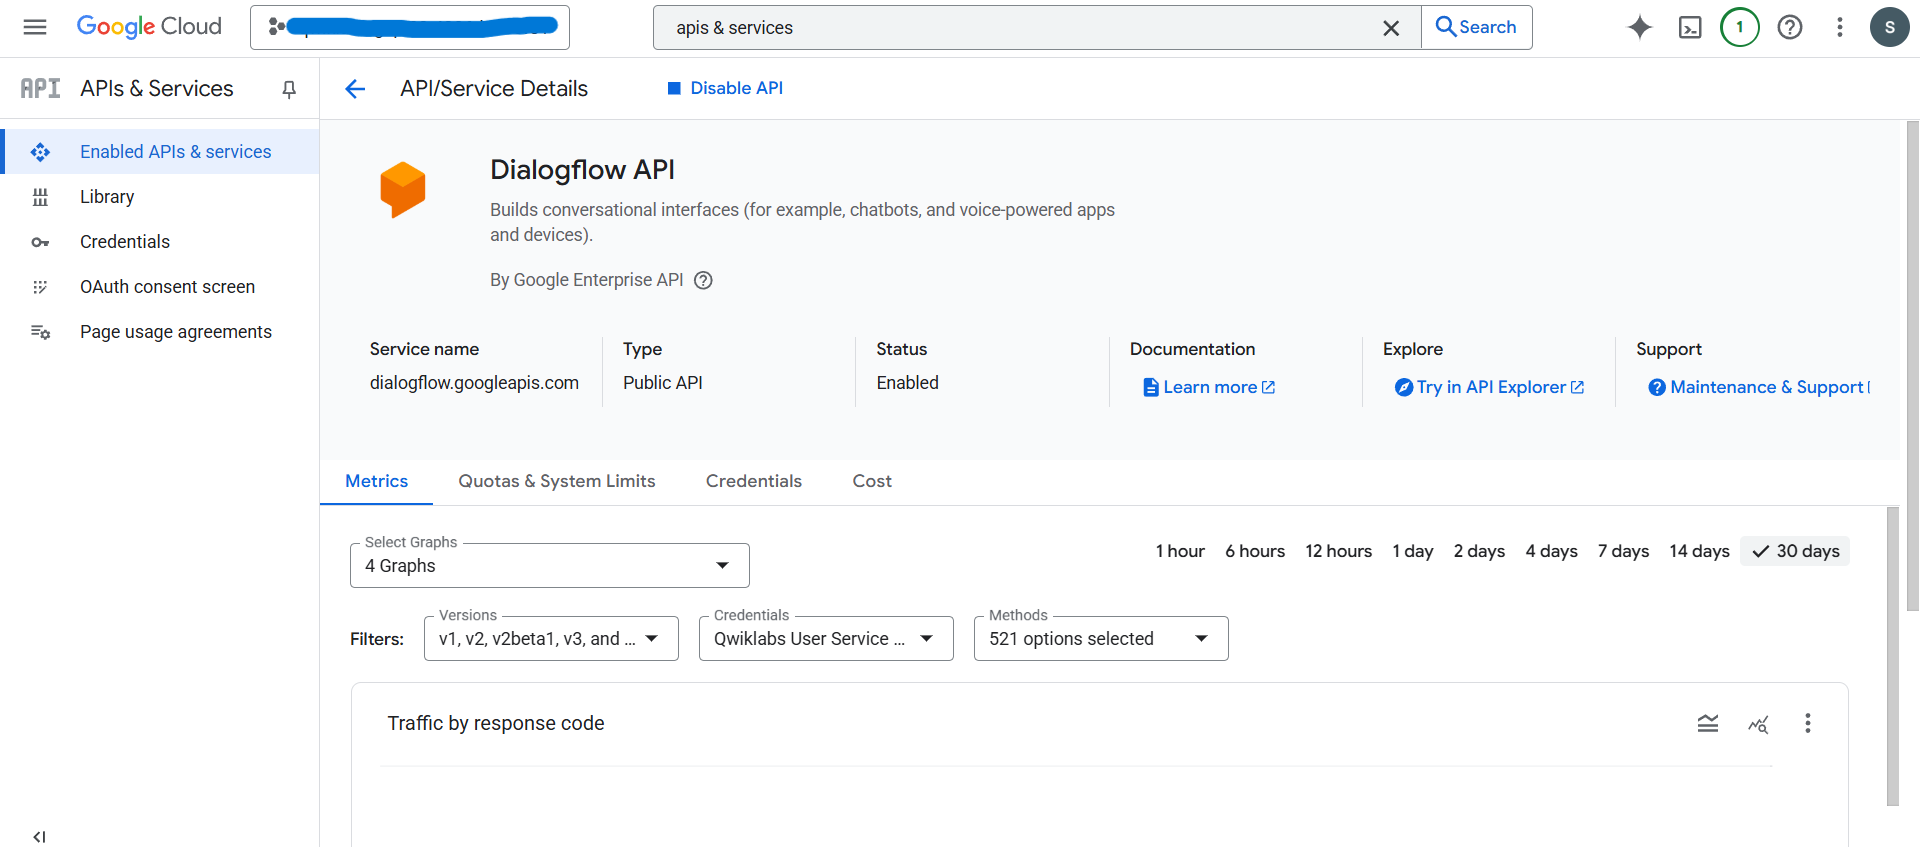 Google Cloud
apis & services
Search
1
S
API APIs & Services
API/Service Details
Disable API
Enabled APIs & services
Library
Credentials
OAuth consent screen
Page usage agreements
Dialogflow API
Builds conversational interfaces (for example, chatbots, and voice-powered apps
and devices).
By Google Enterprise API
Service name
dialogflow.googleapis.com
Type
Public API
Status
Enabled
Documentation
Learn more
Explore
Try in API Explorer
Support
Maintenance & Support
Metrics
Quotas & System Limits
Credentials
Cost
Select Graphs
4 Graphs
1 hour
6 hours
12 hours
1 day
2 days
4 days
7 days
14 days
30 days
Filters:
Versions
v1, v2, v2beta1, v3, and ...
Credentials
Qwiklabs User Service ...
Methods
521 options selected
Traffic by response code